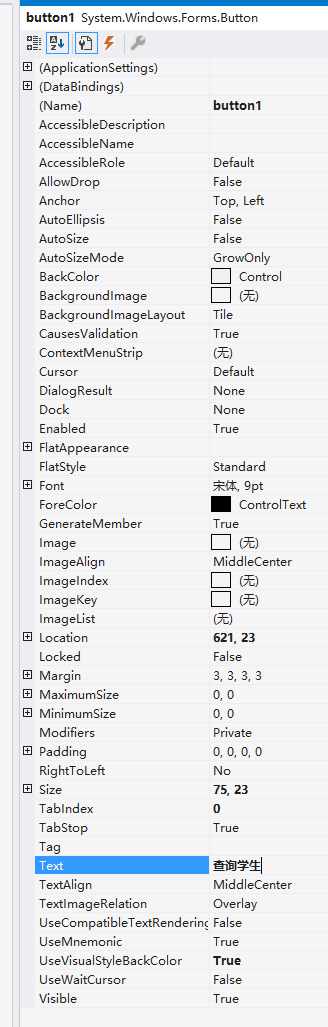 button1 System.Windows.Forms.Button
(ApplicationSettings)
(DataBindings)
(Name) button1
AccessibleDescription
AccessibleName
AccessibleRole Default
AllowDrop False
Anchor Top, Left
AutoEllipsis False
AutoSize False
AutoSizeMode GrowOnly
BackColor Control
BackgroundImage (无)
BackgroundImageLayout Tile
CausesValidation True
ContextMenuStrip (无)
Cursor Default
DialogResult None
Dock None
Enabled True
FlatAppearance
FlatStyle Standard
Font 宋体, 9pt
ForeColor ControlText
GenerateMember True
Image (无)
ImageAlign MiddleCenter
ImageIndex (无)
ImageKey (无)
ImageList (无)
Location 621, 23
Locked False
Margin 3, 3, 3, 3
MaximumSize 0, 0
MinimumSize 0, 0
Modifiers Private
Padding 0, 0, 0, 0
RightToLeft No
Size 75, 23
TabIndex 0
TabStop True
Tag
Text 查询学生
TextAlign MiddleCenter
TextImageRelation Overlay
UseCompatibleTextRendering False
UseMnemonic True
UseVisualStyleBackColor True
UseWaitCursor False
Visible True